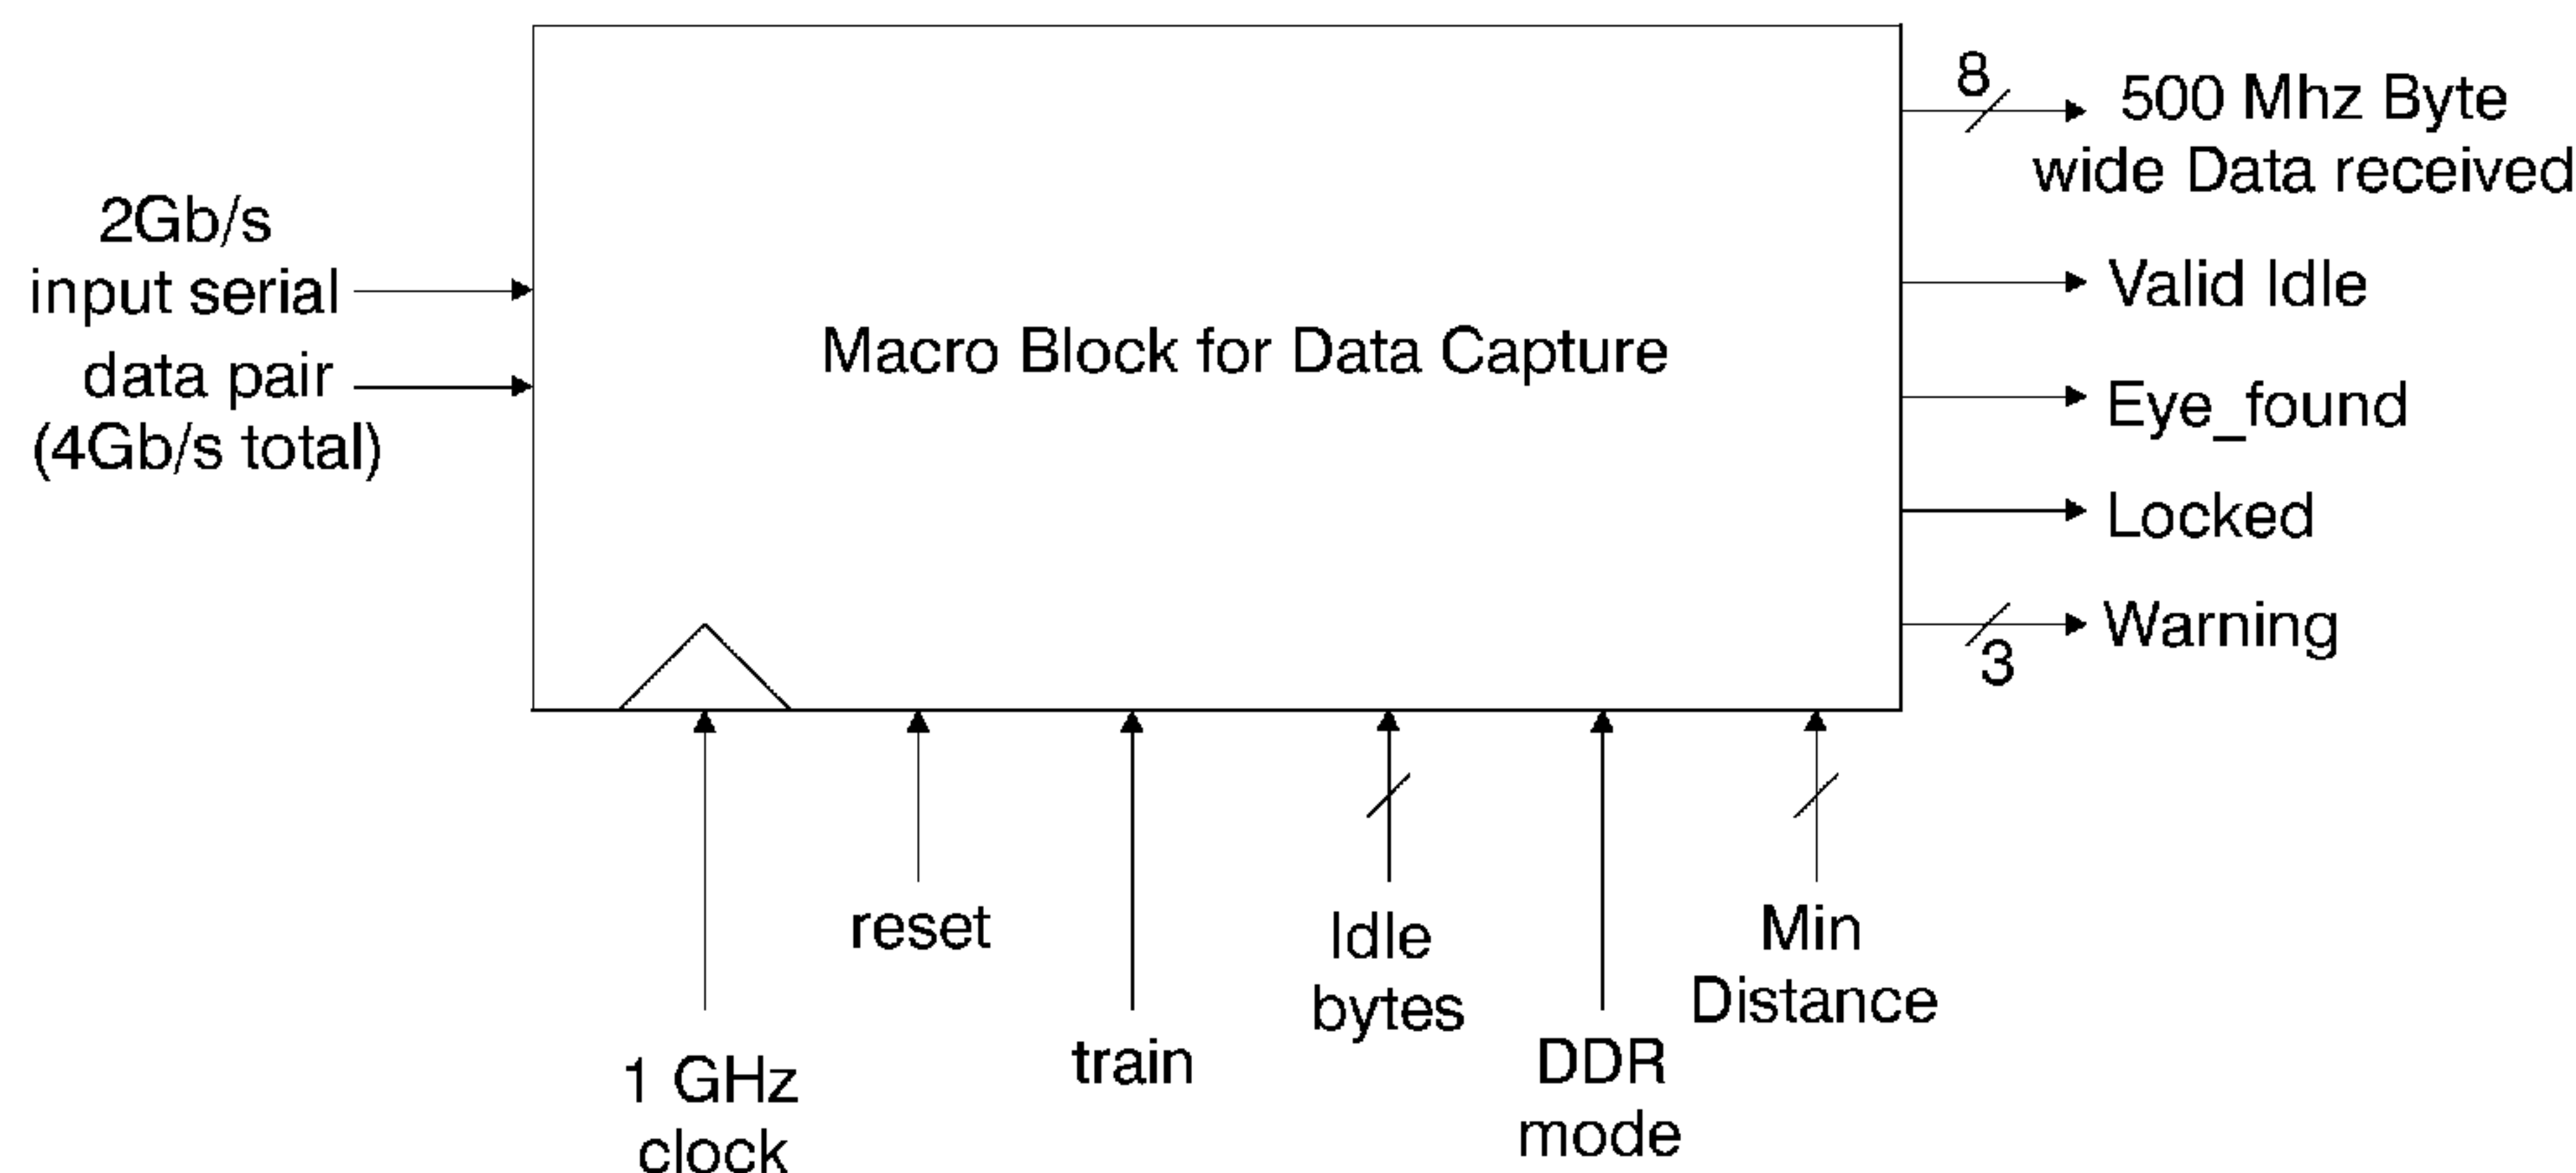 2Gb/s
input serial
data pair
(4Gb/s total)
Macro Block for Data Capture
8
500 Mhz Byte
wide Data received
Valid Idle
Eye_found
Locked
Warning
3
1 GHz
clock
reset
train
Idle
bytes
DDR
mode
Min
Distance